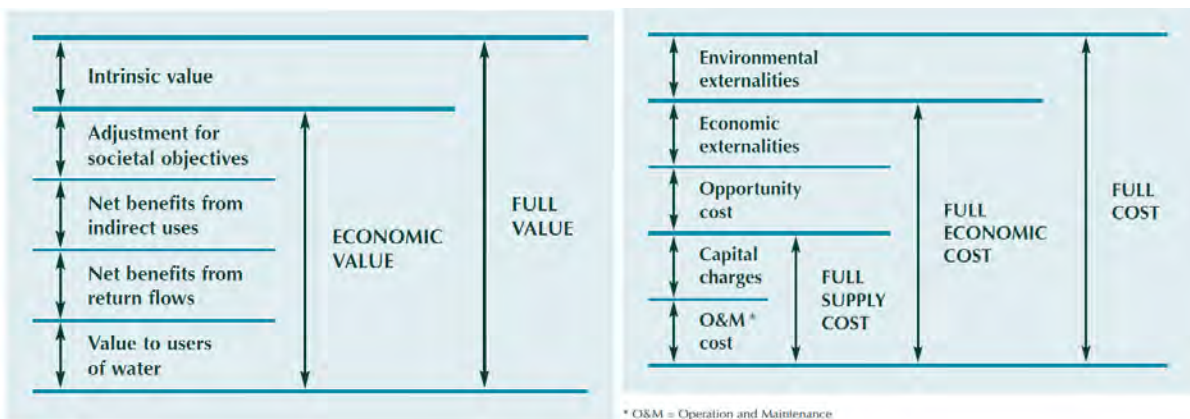 Intrinsic value
Adjustment for
societal objectives
Net benefits from
indirect uses
Net benefits from
return flows
Value to users
of water
ECONOMIC
VALUE
FULL
VALUE
Environmental
externalities
Economic
externalities
Opportunity
cost
Capital
charges
O&M*
cost
FULL
SUPPLY
COST
FULL
ECONOMIC
COST
FULL
COST
* O&M = Operation and Maintenance